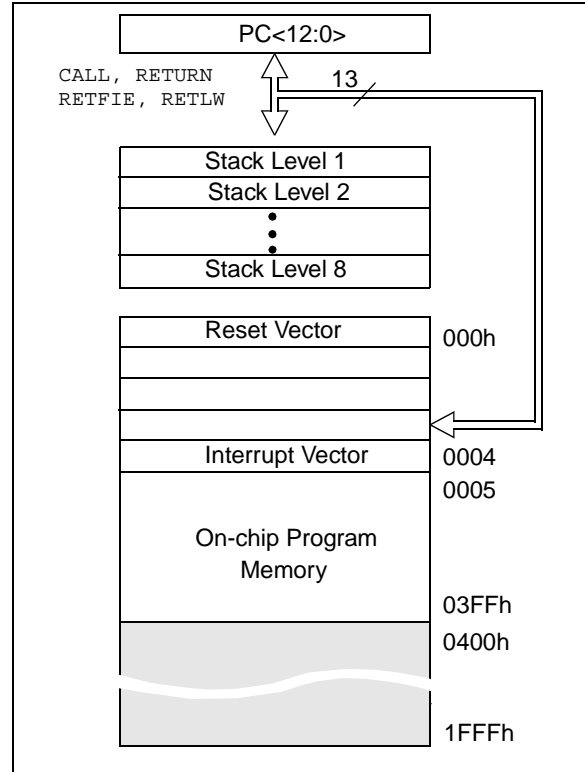 PC<12:0>
CALL, RETURN
RETFIE, RETLW
13
Stack Level 1
Stack Level 2
Stack Level 8
Reset Vector
000h
Interrupt Vector
0004
0005
On-chip Program
Memory
03FFh
0400h
1FFFh